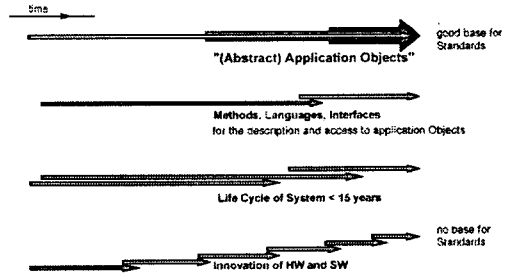 good base for
Standards
"(Abstract) Application Objects"
Methods, Languages, Interfaces
for the description and access to application Objects
Life Cycle of System < 15 years
no base for
Standards
Innovation of HW and SW